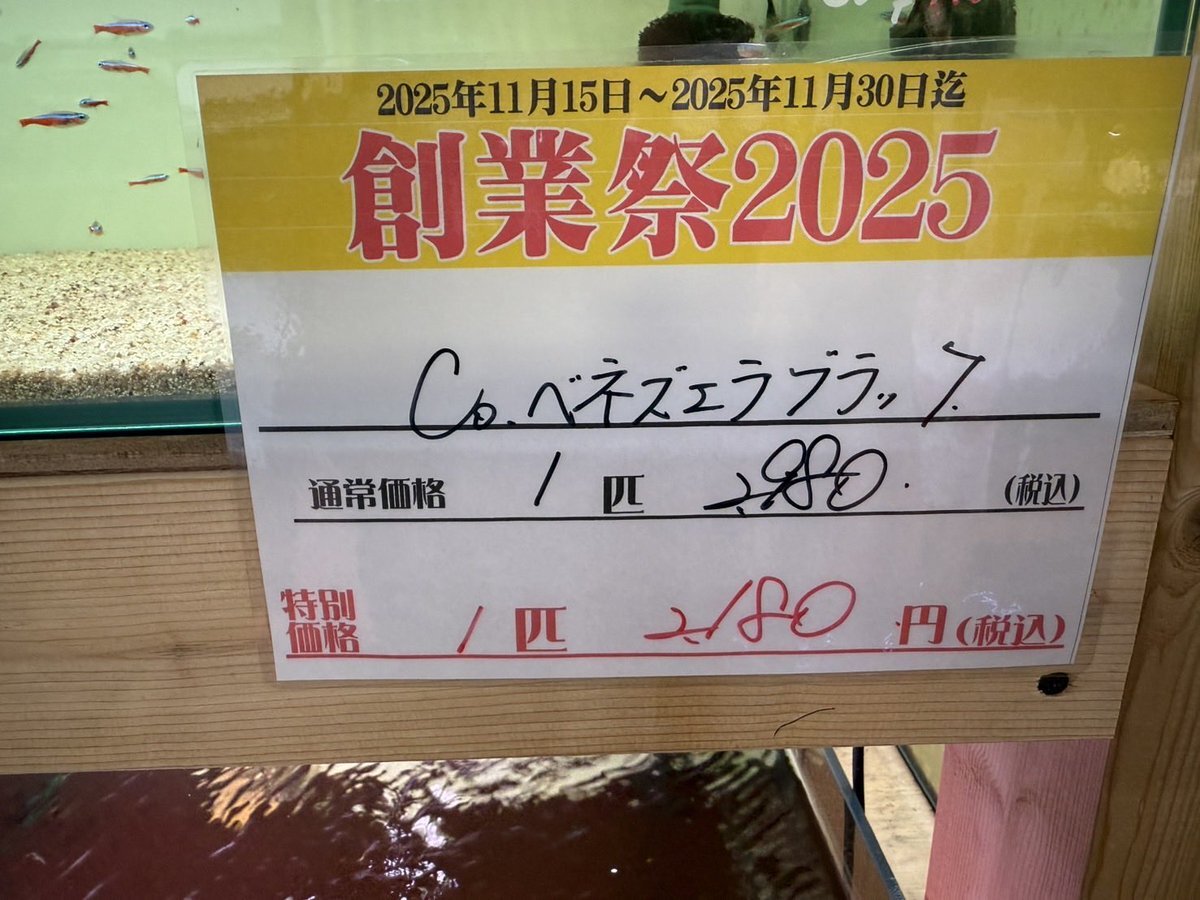 2025年11月15日~2025年11月30日迄
創業祭2025
Co.ベネズエラブラック
通常価格 1 匹 2,980. (税込)
特別価格 1 匹 2,180 円(税込)